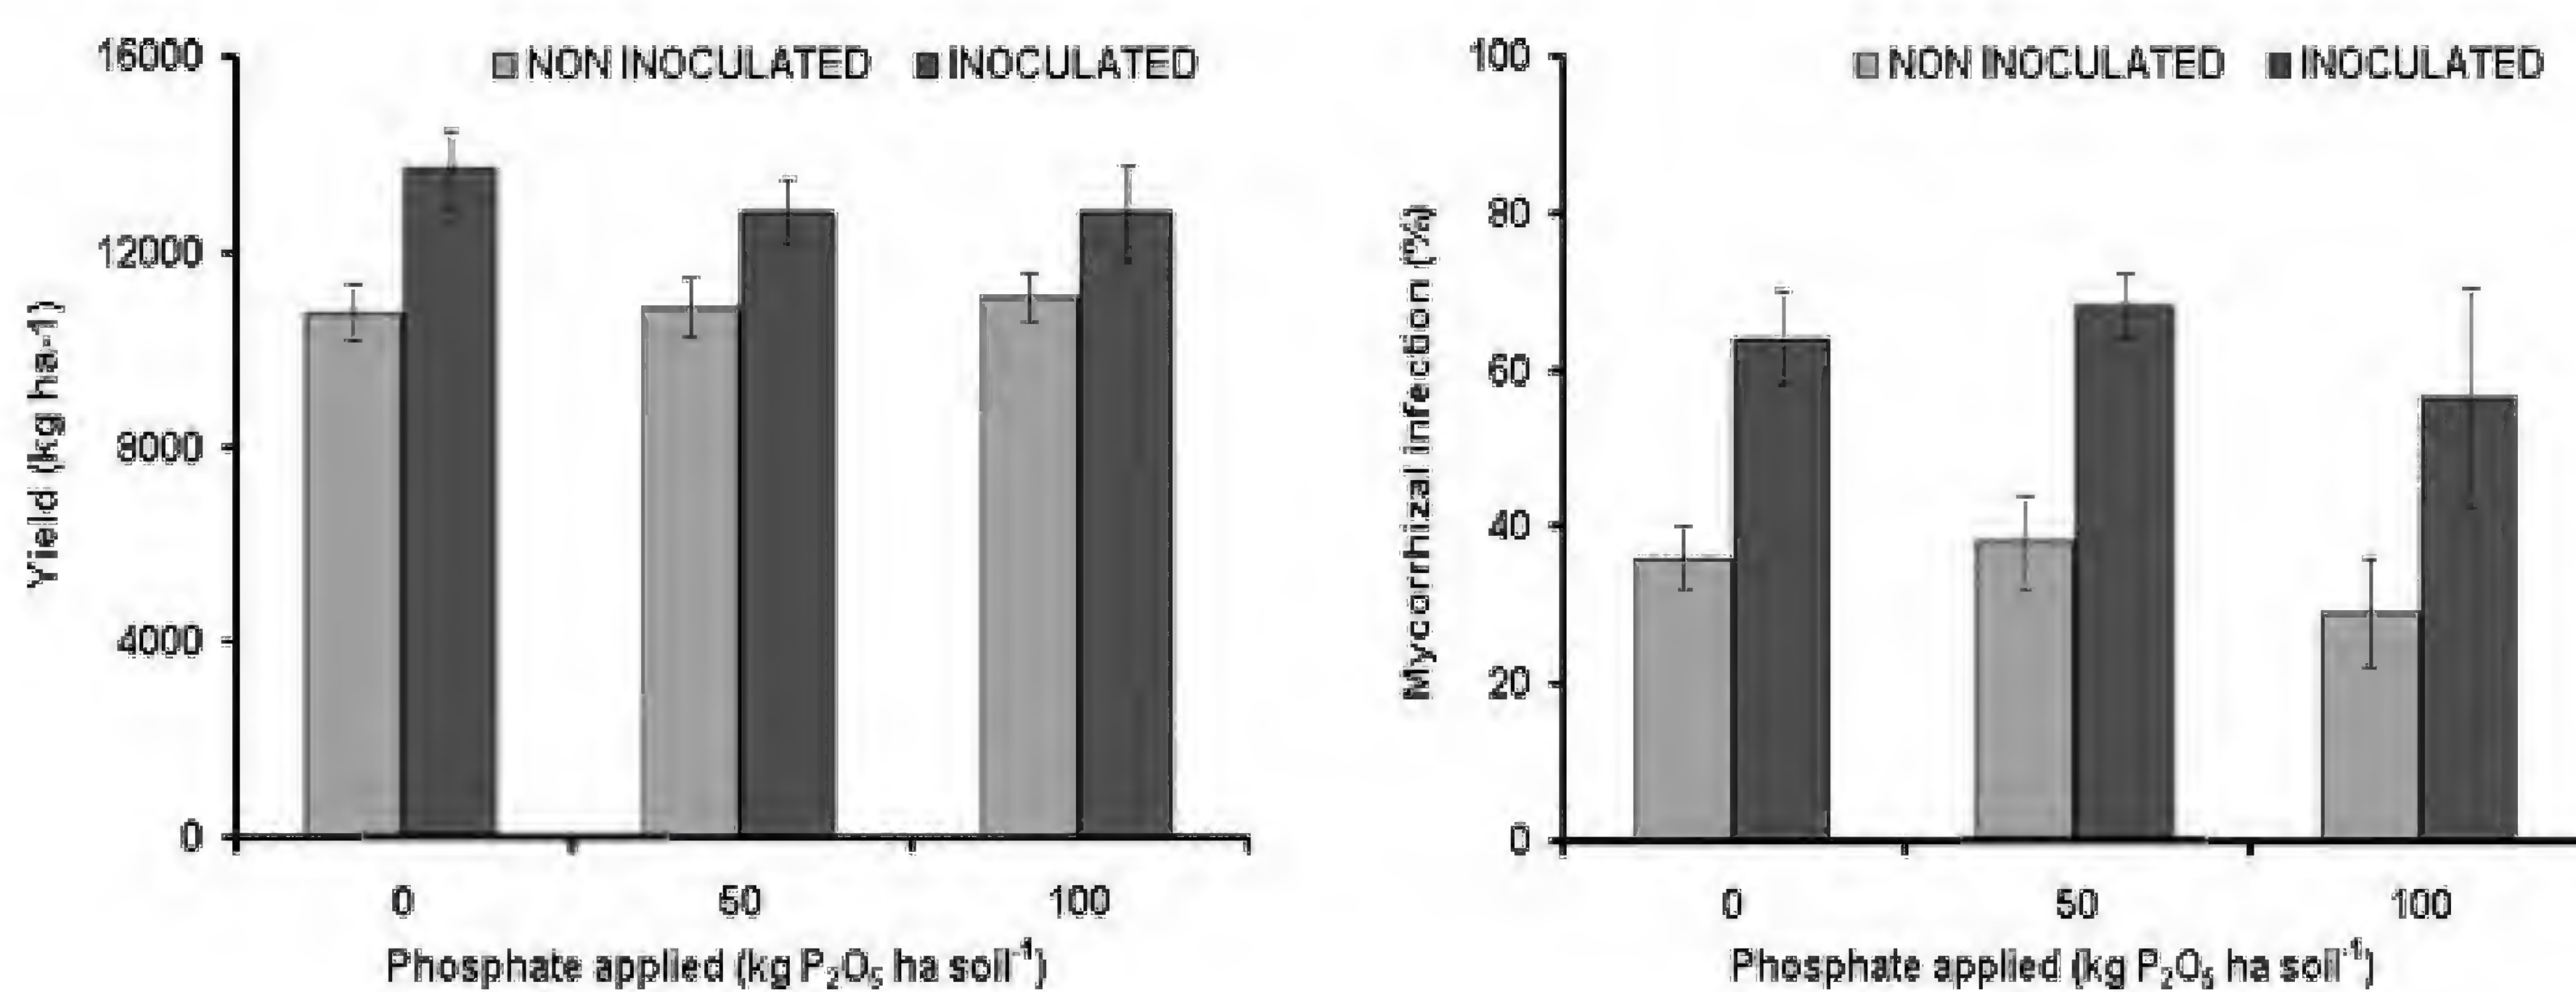 NON INOCULATED INOCULATED
Yield (kg ha-1)
16000
12000
8000
4000
0
0 50 100
Phosphate applied (kg P₂O₅ ha soil⁻¹)
NON INOCULATED INOCULATED
Mycorrhizal infection (%)
100
80
60
40
20
0
0 50 100
Phosphate applied (kg P₂O₅ ha soil⁻¹)